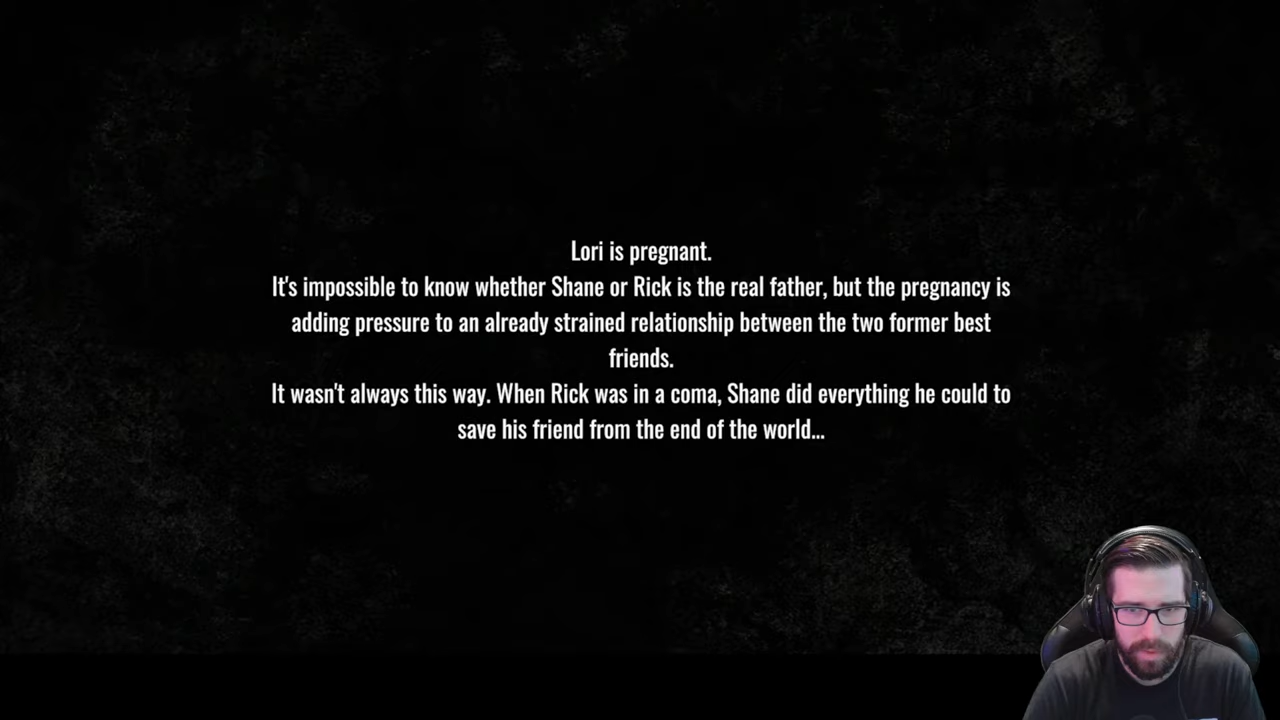 Lori is pregnant.
It's impossible to know whether Shane or Rick is the real father, but the pregnancy is
adding pressure to an already strained relationship between the two former best
friends.
It wasn't always this way. When Rick was in a coma, Shane did everything he could to
save his friend from the end of the world...